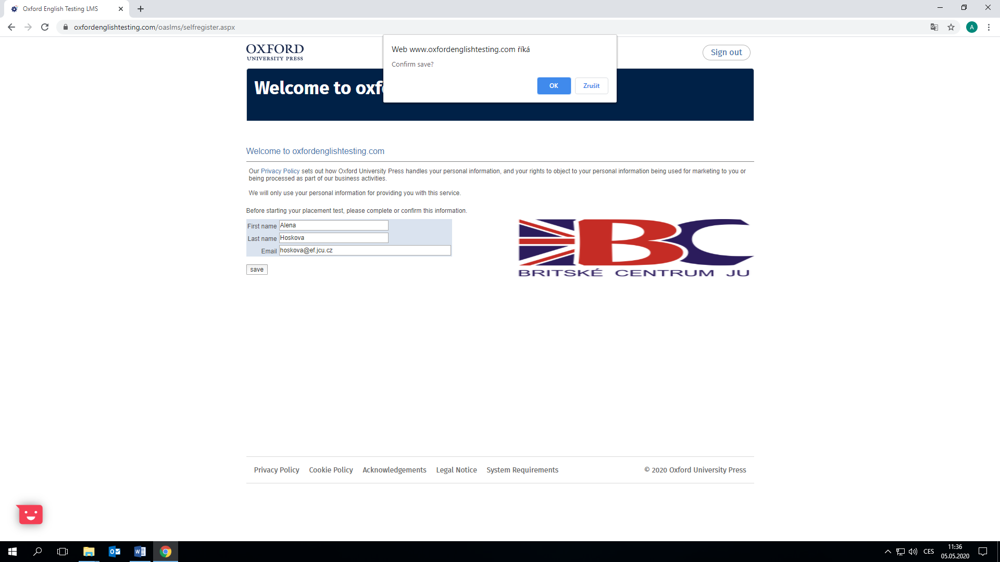 Oxford English Testing LMS
oxfordenglishtesting.com/oaslms/selfregister.aspx
A
OXFORD
UNIVERSITY PRESS
Web www.oxfordenglishtesting.com říká
Confirm save?
OK
Zrušit
Sign out
Welcome to oxf
Welcome to oxfordenglishtesting.com
Our Privacy Policy sets out how Oxford University Press handles your personal information, and your rights to object to your personal information being used for marketing to you or
being processed as part of our business activities.
We will only use your personal information for providing you with this service.
Before starting your placement test, please complete or confirm this information.
First name Alena
Last name Hoskova
Email hoskova@ef.jcu.cz
save
BC
BRITSKÉ CENTRUM JU
Privacy Policy Cookie Policy Acknowledgements Legal Notice System Requirements © 2020 Oxford University Press
CES
11:36
05.05.2020